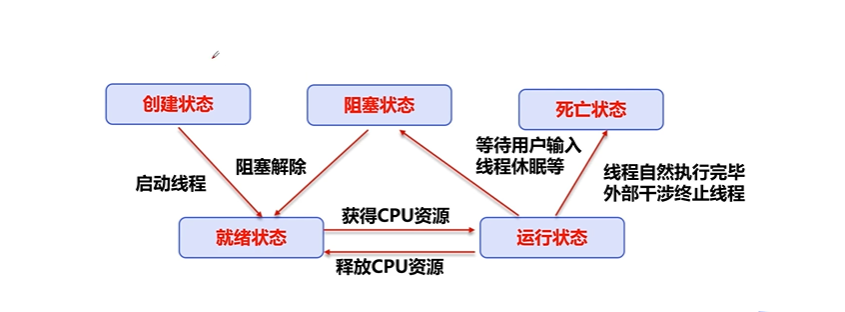 创建状态
阻塞状态
死亡状态
等待用户输入
线程休眠等
启动线程
阻塞解除
线程自然执行完毕
外部干涉终止线程
就绪状态
获得CPU资源
运行状态
释放CPU资源